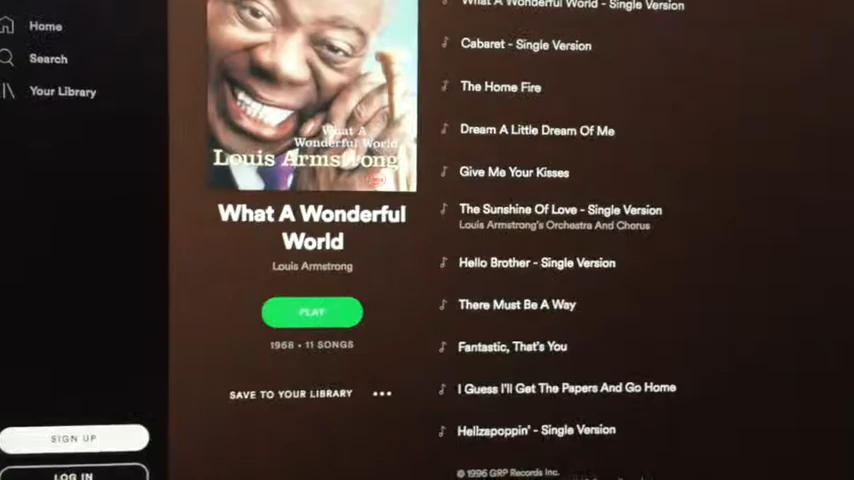 Home
Search
Your Library
What A
Wonderful World
Louis Armstrong
What A Wonderful
World
Louis Armstrong
PLAY
1968 • 11 SONGS
SAVE TO YOUR LIBRARY
SIGN UP
LOG IN
What A Wonderful World - Single Version
Cabaret - Single Version
The Home Fire
Dream A Little Dream Of Me
Give Me Your Kisses
The Sunshine Of Love - Single Version
Louis Armstrong's Orchestra And Chorus
Hello Brother - Single Version
There Must Be A Way
Fantastic, That's You
I Guess I'll Get The Papers And Go Home
Hellzapoppin' - Single Version
© 1996 GRP Records Inc.